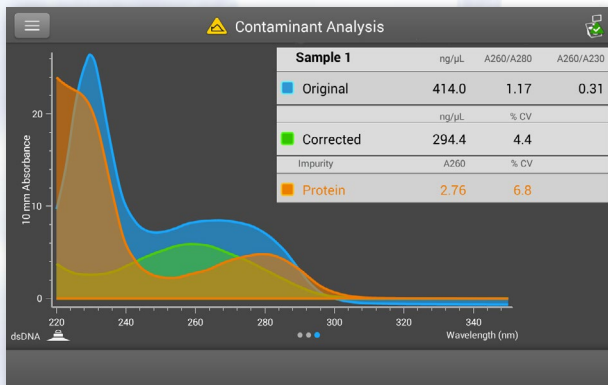 Contaminant Analysis
Sample 1 ng/µL A260/A280 A260/A230
Original 414.0 1.17 0.31
ng/µL % CV
Corrected 294.4 4.4
Impurity A260 % CV
Protein 2.76 6.8
10 mm Absorbance
20
10
0
220 240 260 280 300 320 340
dsDNA Wavelength (nm)